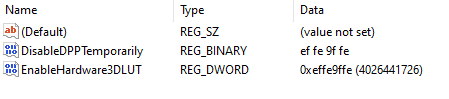 Name Type Data
(Default) REG_SZ (value not set)
DisableDPPTemporarily REG_BINARY ef fe 9f fe
EnableHardware3DLUT REG_DWORD 0xeffe9ffe (4026441726)